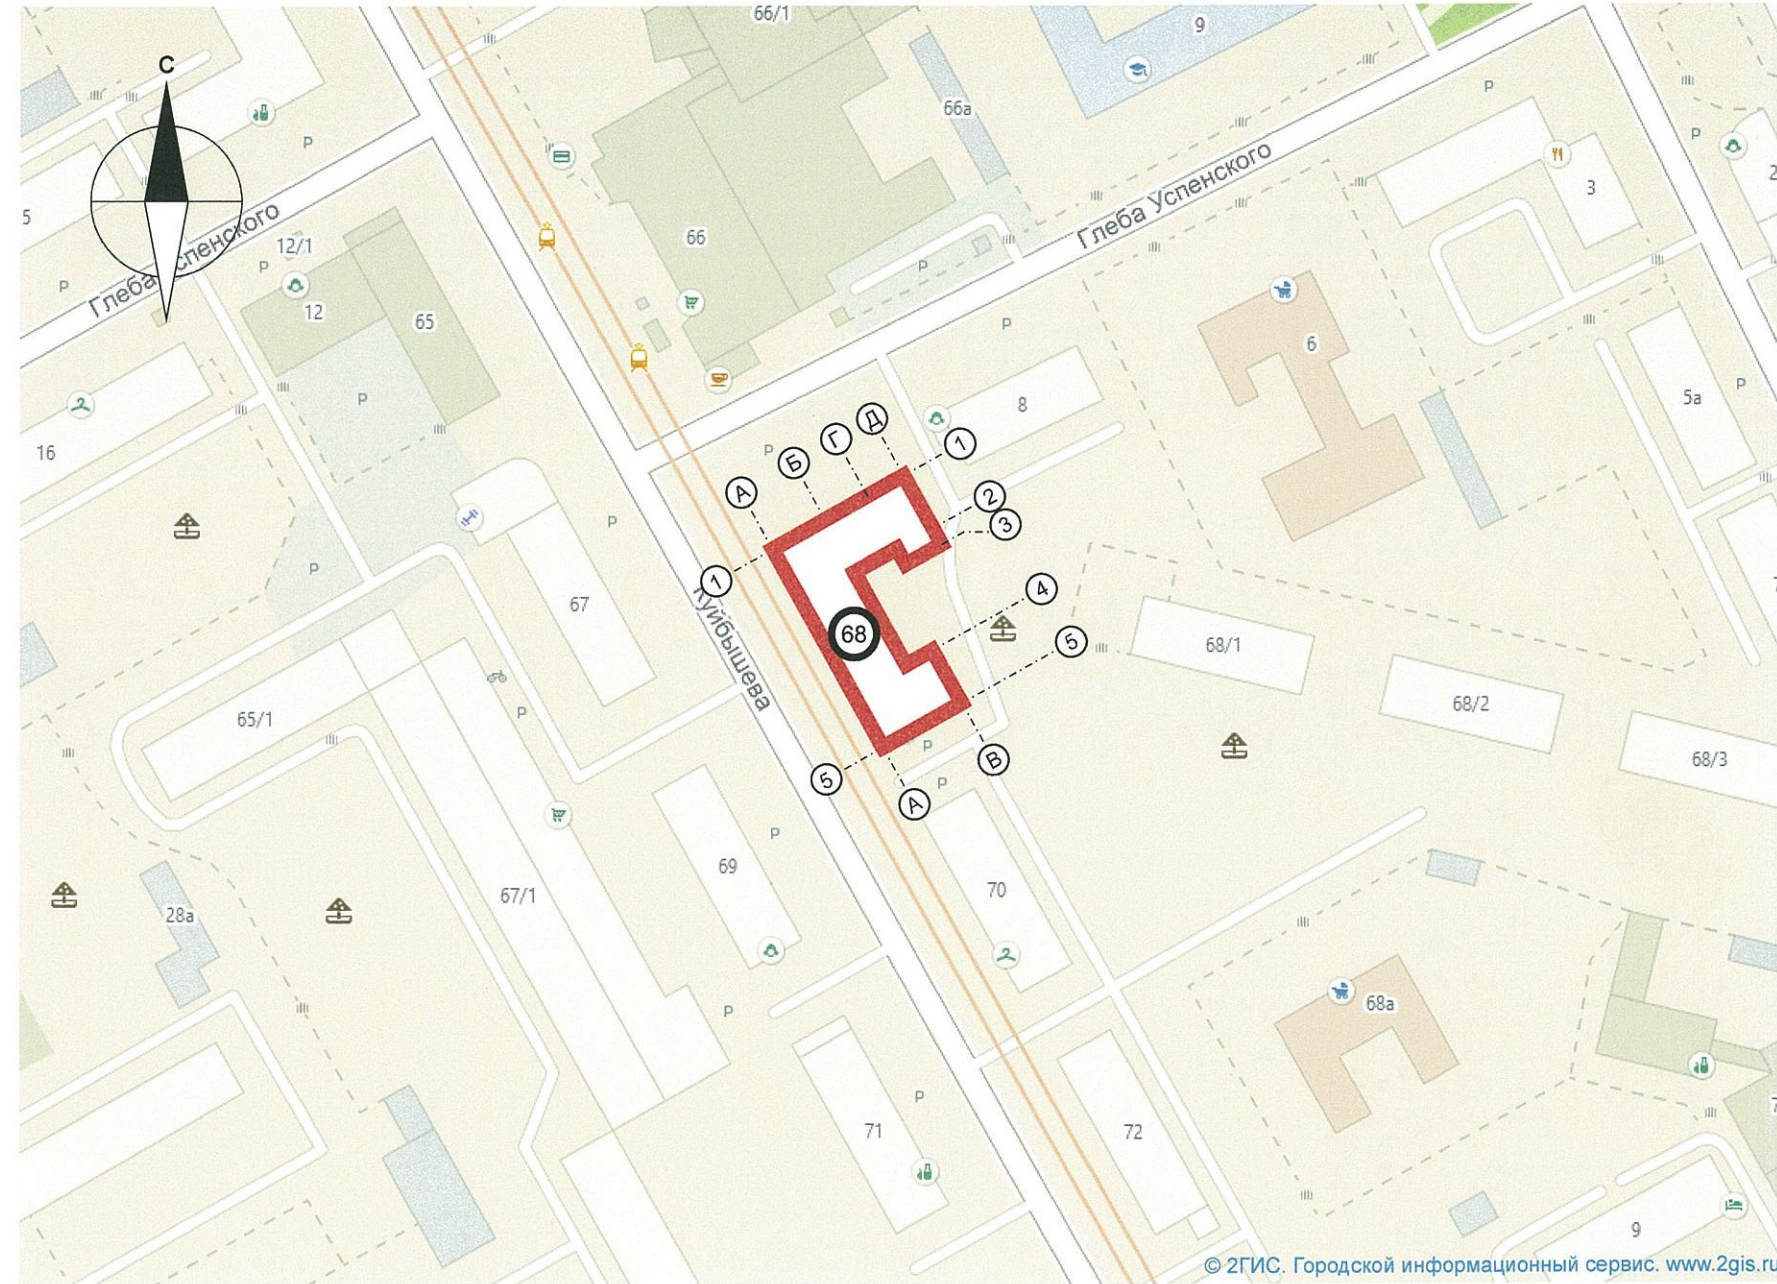 66/1
9
С
66а
Р
Р
Р
5
Глеба Успенского
3
2
12/1
Р
66
Глеба Успенского
Р
Р
12
65
Р
6
Р
Р
8
5а
16
Д
Г
1
Р
Б
А
2
3
Р
Р
67
1
4
Куйбышева
68
5
68/1
65/1
Р
68/2
Р
В
68/3
5
Р
А
Р
69
70
67/1
28а
68а
Р
Р
71
72
9
© 2ГИС. Городской информационный сервис. www.2gis.ru